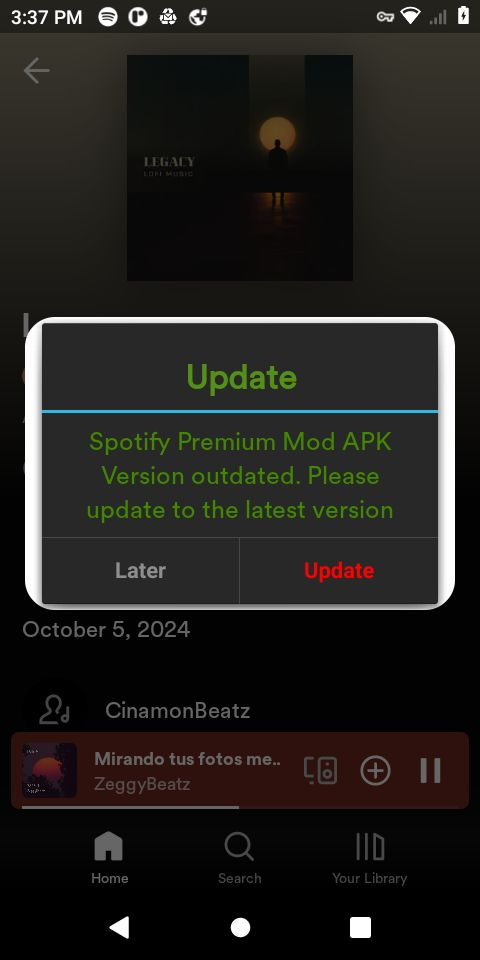 3:37 PM
LEGACY
LOFI MUSIC
Update
Spotify Premium Mod APK
Version outdated. Please
update to the latest version
Later
Update
October 5, 2024
CinamonBeatz
Mirando tus fotos me..
ZeggyBeatz
Home
Search
Your Library